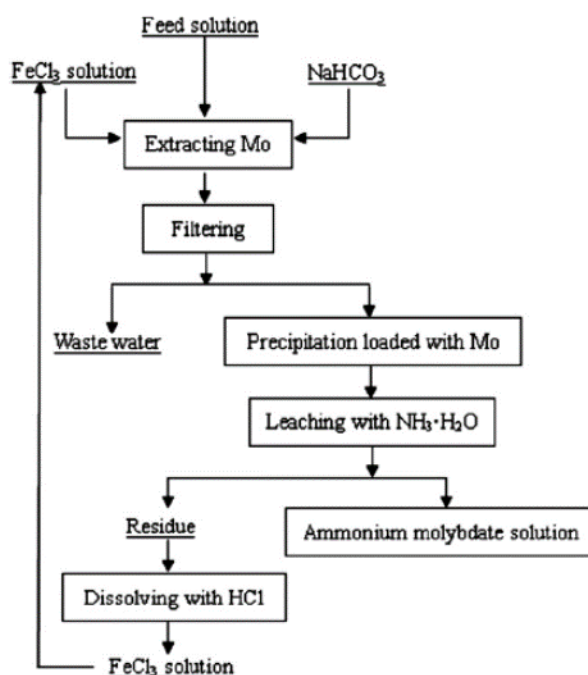 Feed solution
FeCl₃ solution
NaHCO₃
Extracting Mo
Filtering
Waste water
Precipitation loaded with Mo
Leaching with NH₃·H₂O
Residue
Ammonium molybdate solution
Dissolving with HCl
FeCl₃ solution